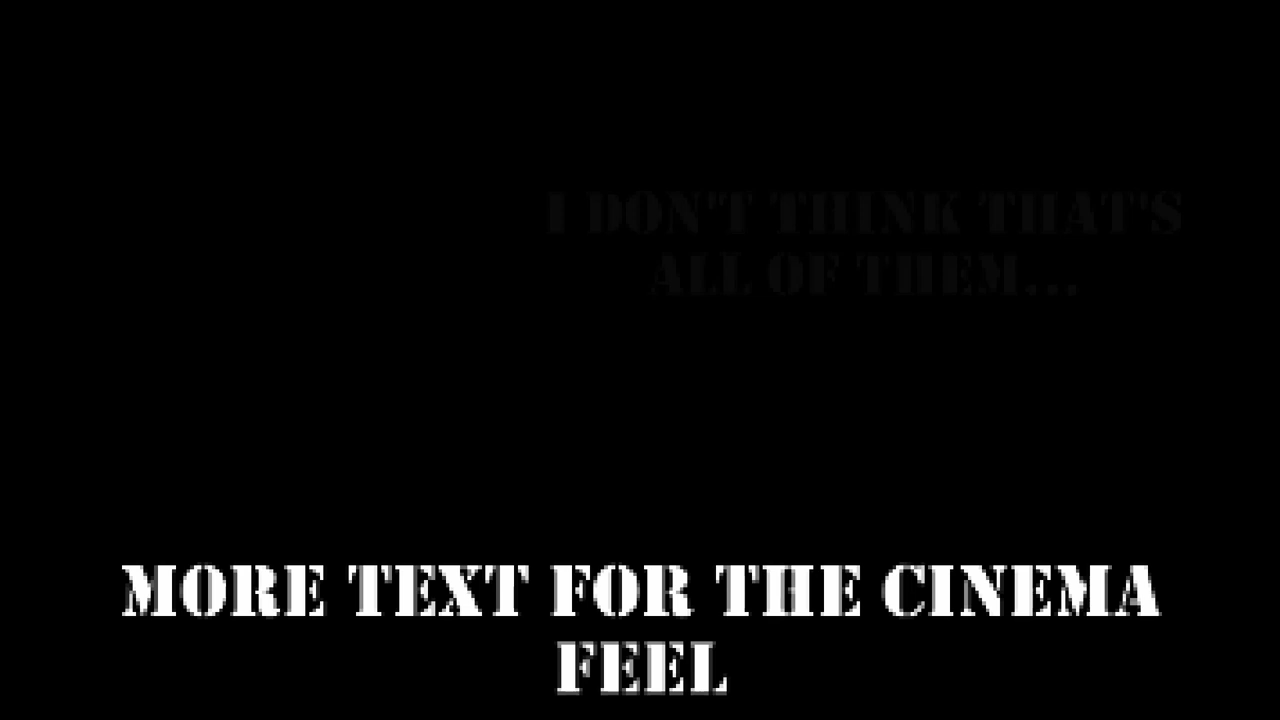 I DON'T THINK THAT'S
ALL OF THEM...
MORE TEXT FOR THE CINEMA
FEEL